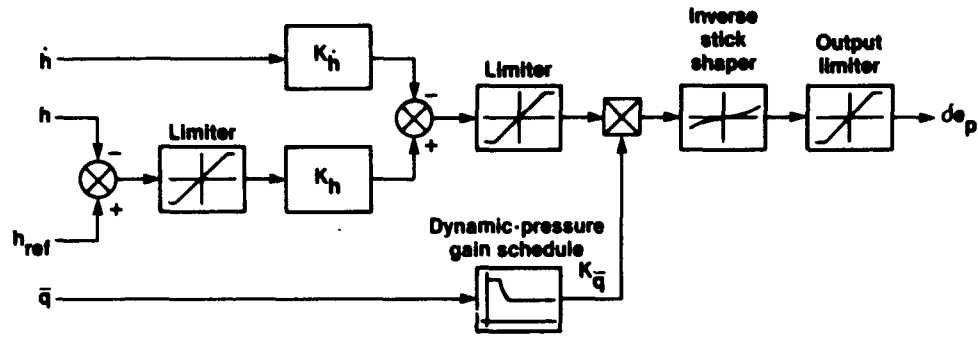 Inverse
stick
shaper
Output
limiter
ḣ
K_ḣ
Limiter
−
+
h
Limiter
−
+
K_h
δe_p
h_ref
Dynamic-pressure
gain schedule
K_q̄
q̄